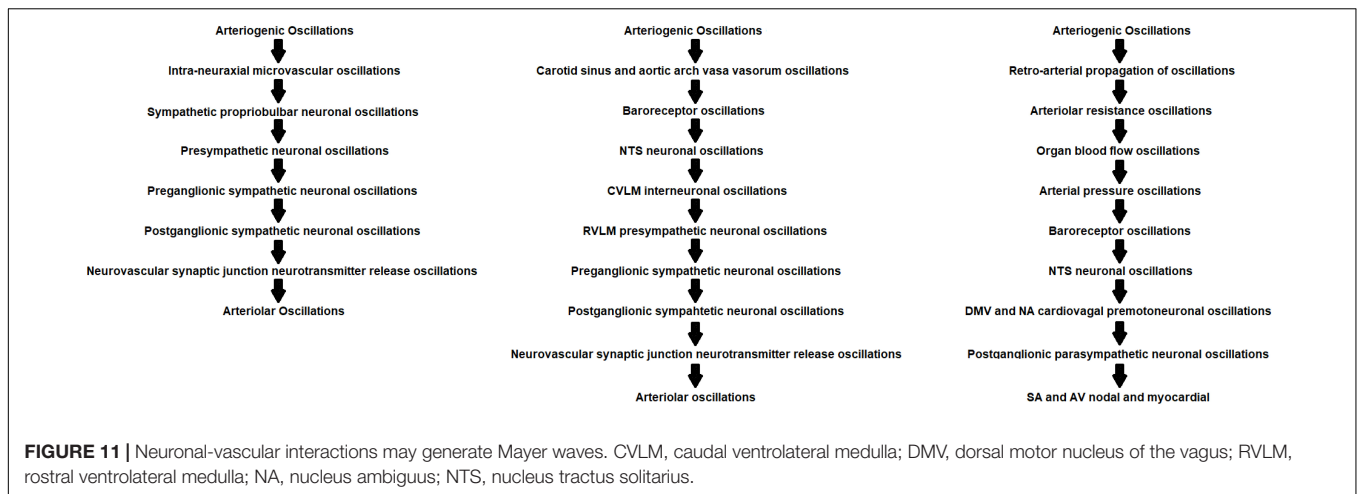 Arteriogenic Oscillations
Intra-neuraxial microvascular oscillations
Sympathetic propriobulbar neuronal oscillations
Presympathetic neuronal oscillations
Preganglionic sympathetic neuronal oscillations
Postganglionic sympathetic neuronal oscillations
Neurovascular synaptic junction neurotransmitter release oscillations
Arteriolar Oscillations
Arteriogenic Oscillations
Carotid sinus and aortic arch vasa vasorum oscillations
Baroreceptor oscillations
NTS neuronal oscillations
CVLM interneuronal oscillations
RVLM presympathetic neuronal oscillations
Preganglionic sympathetic neuronal oscillations
Postganglionic sympahtetic neuronal oscillations
Neurovascular synaptic junction neurotransmitter release oscillations
Arteriolar oscillations
Arteriogenic Oscillations
Retro-arterial propagation of oscillations
Arteriolar resistance oscillations
Organ blood flow oscillations
Arterial pressure oscillations
Baroreceptor oscillations
NTS neuronal oscillations
DMV and NA cardiovagal premotoneuronal oscillations
Postganglionic parasympathetic neuronal oscillations
SA and AV nodal and myocardial
FIGURE 11 | Neuronal-vascular interactions may generate Mayer waves. CVLM, caudal ventrolateral medulla; DMV, dorsal motor nucleus of the vagus; RVLM,
rostral ventrolateral medulla; NA, nucleus ambiguus; NTS, nucleus tractus solitarius.